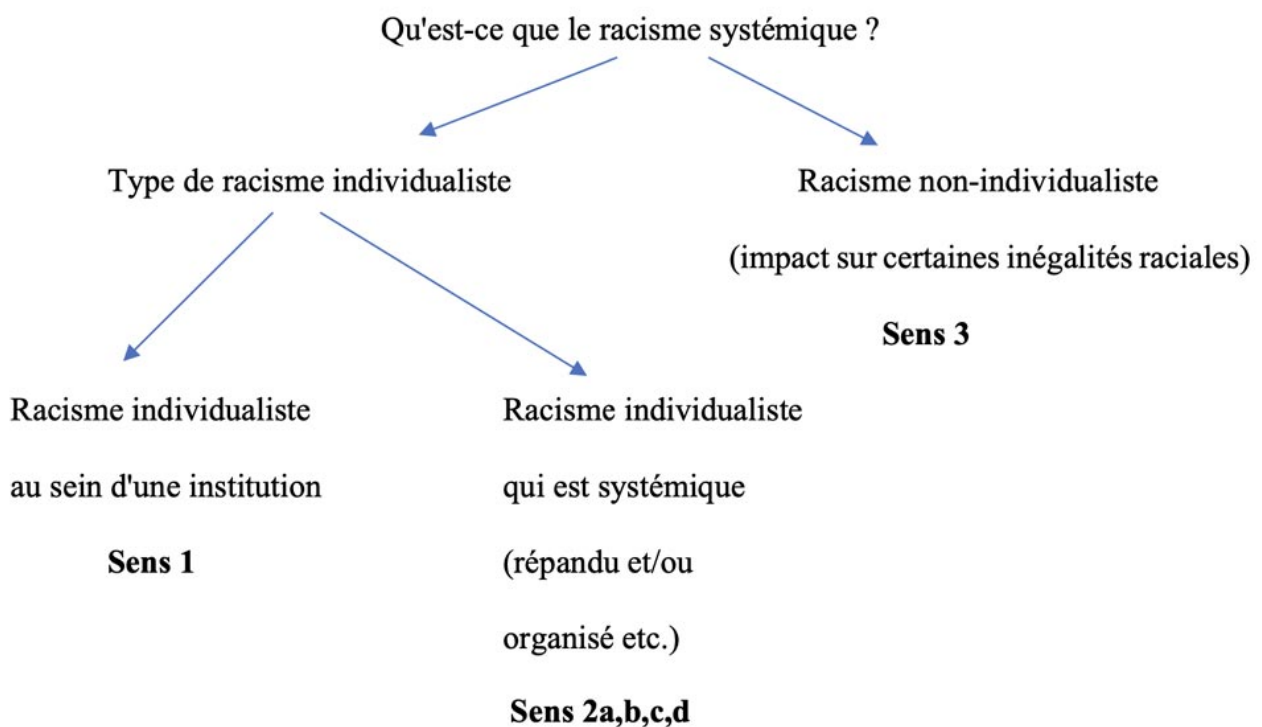 Qu'est-ce que le racisme systémique ?
Type de racisme individualiste
Racisme non-individualiste
(impact sur certaines inégalités raciales)
Sens 3
Racisme individualiste
au sein d'une institution
Sens 1
Racisme individualiste
qui est systémique
(répandu et/ou
organisé etc.)
Sens 2a,b,c,d